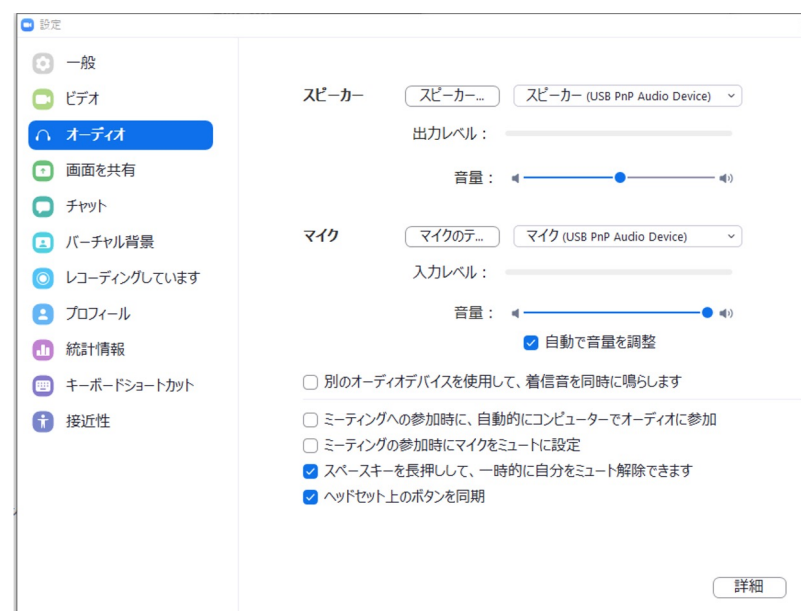 設定
一般
ビデオ
オーディオ
画面を共有
チャット
バーチャル背景
レコーディングしています
プロフィール
統計情報
キーボードショートカット
接近性
スピーカー スピーカー... スピーカー (USB PnP Audio Device)
出力レベル：
音量：
マイク マイクのテ... マイク (USB PnP Audio Device)
入力レベル：
音量：
自動で音量を調整
別のオーディオデバイスを使用して、着信音を同時に鳴らします
ミーティングへの参加時に、自動的にコンピューターでオーディオに参加
ミーティングの参加時にマイクをミュートに設定
スペースキーを長押しして、一時的に自分をミュート解除できます
ヘッドセット上のボタンを同期
詳細